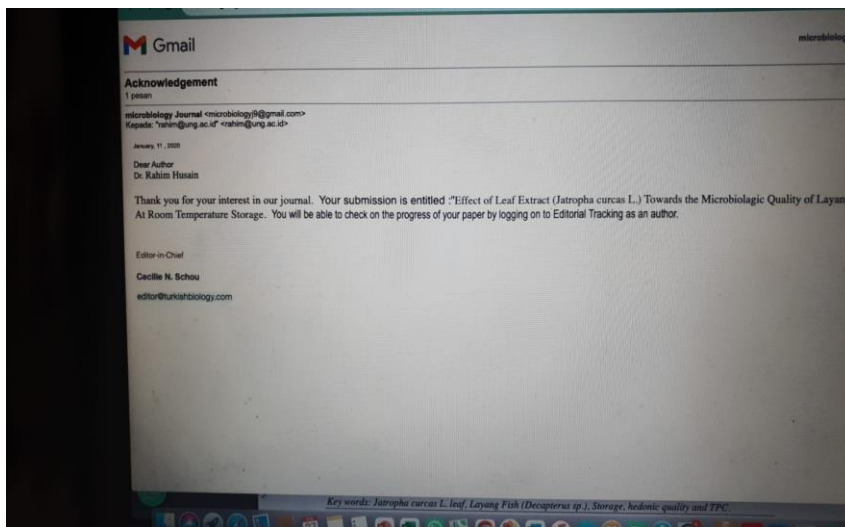 Gmail
microbiolog
Acknowledgement
1 pesan
microbiology Journal <microbiologyj9@gmail.com>
Kepada: "rahim@ung.ac.id" <rahim@ung.ac.id>
January, 11 , 2020
Dear Author
Dr. Rahim Husain
Thank you for your interest in our journal. Your submission is entitled :"Effect of Leaf Extract (Jatropha curcas L.) Towards the Microbiolagic Quality of Layan
At Room Temperature Storage. You will be able to check on the progress of your paper by logging on to Editorial Tracking as an author.
Editor-in-Chief
Cecilie N. Schou
editor@turkishbiology.com
Key words: Jatropha curcas L. leaf, Layang Fish (Decapterus sp.), Storage, hedonic quality and TPC.